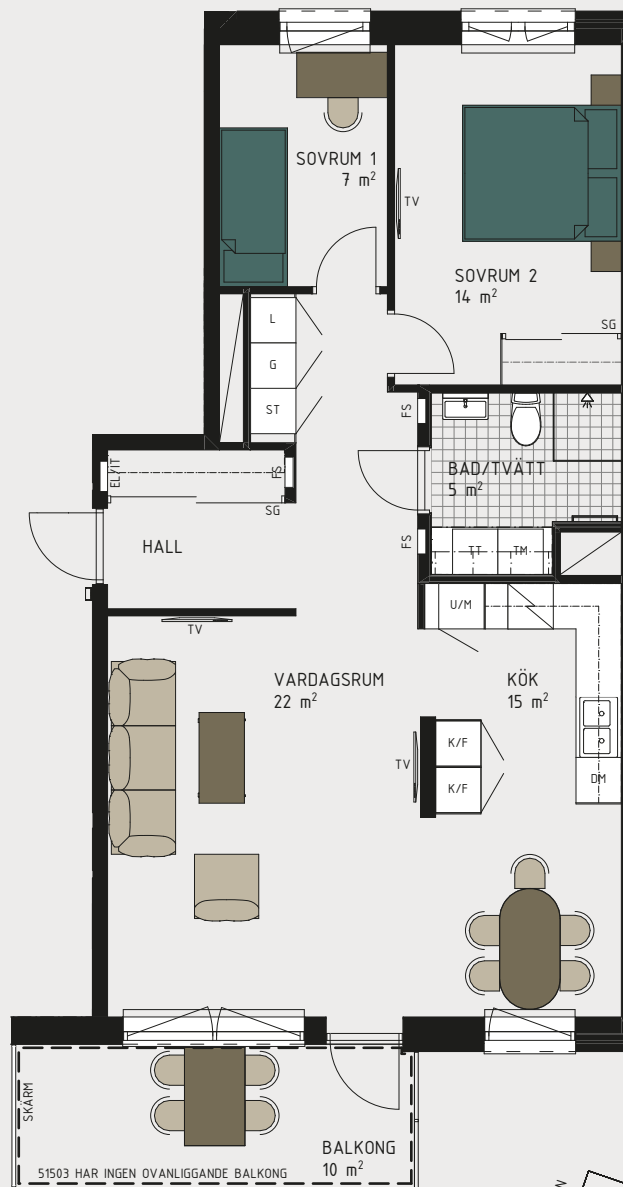 SOVRUM 1
7 m²
TV
SOVRUM 2
14 m²
L
SG
G
ST
FS
ELVIT
FS
BAD/TVÄTT
5 m²
SG
HALL
FS
TT
TM
U/M
TV
VARDAGSRUM
22 m²
KÖK
15 m²
K/F
TV
K/F
DM
SKÄRM
BALKONG
10 m²
51503 HAR INGEN OVANLIGGANDE BALKONG